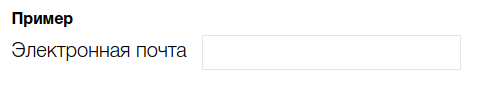 Пример
Электронная почта